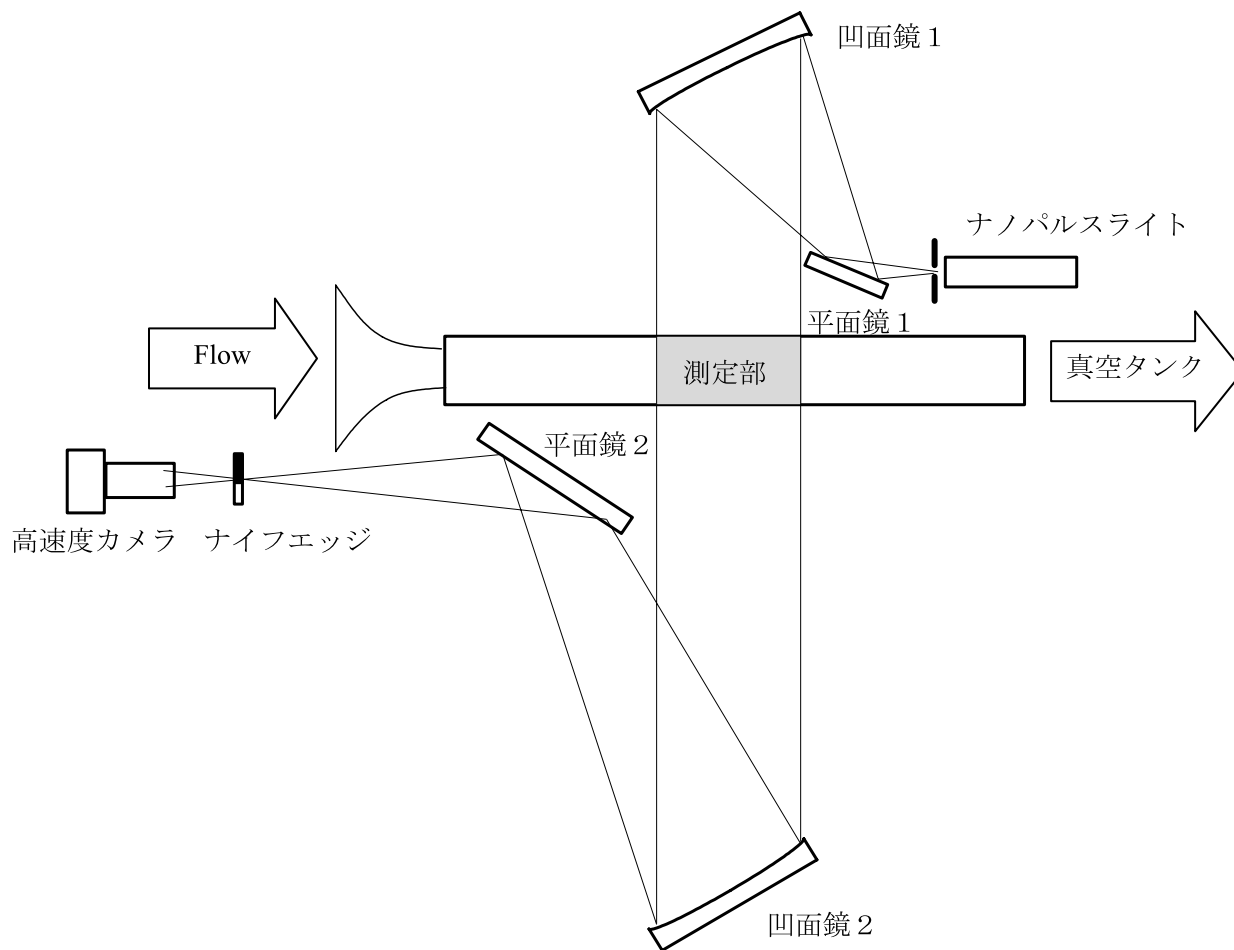 凹面鏡１
ナノパルスライト
平面鏡１
Flow
測定部
真空タンク
平面鏡２
高速度カメラ
ナイフエッジ
凹面鏡２